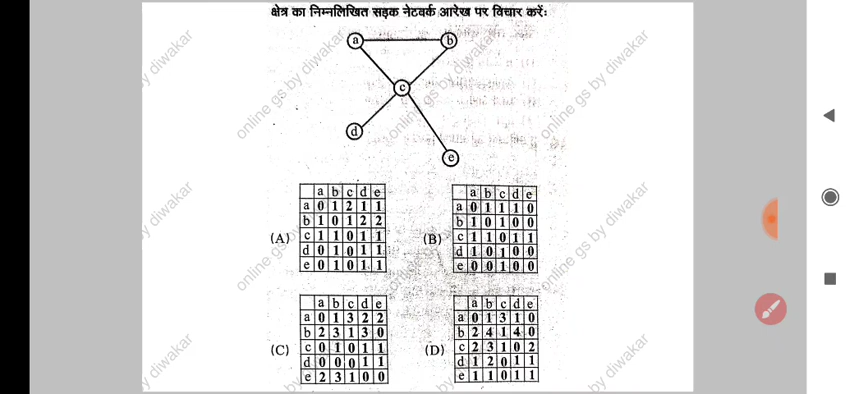 क्षेत्र का निम्नलिखित सड़क नेटवर्क आरेख पर विचार करें:
a b
c
d
e
(A)
a b c d e
a 0 1 2 1 1
b 1 0 1 2 2
c 1 1 0 1 1
d 0 1 0 1 1
e 0 1 0 1 1
(B)
a b c d e
a 0 1 1 1 0
b 1 0 1 0 0
c 1 1 0 1 1
d 1 0 1 0 0
e 0 0 1 0 0
(C)
a b c d e
a 0 1 3 2 2
b 2 3 1 3 0
c 0 1 0 1 1
d 0 0 0 1 1
e 2 3 1 0 0
(D)
a b c d e
a 0 1 3 1 0
b 2 4 1 4 0
c 2 3 1 0 2
d 1 2 0 1 1
e 1 1 0 1 1
online gs by diwakar